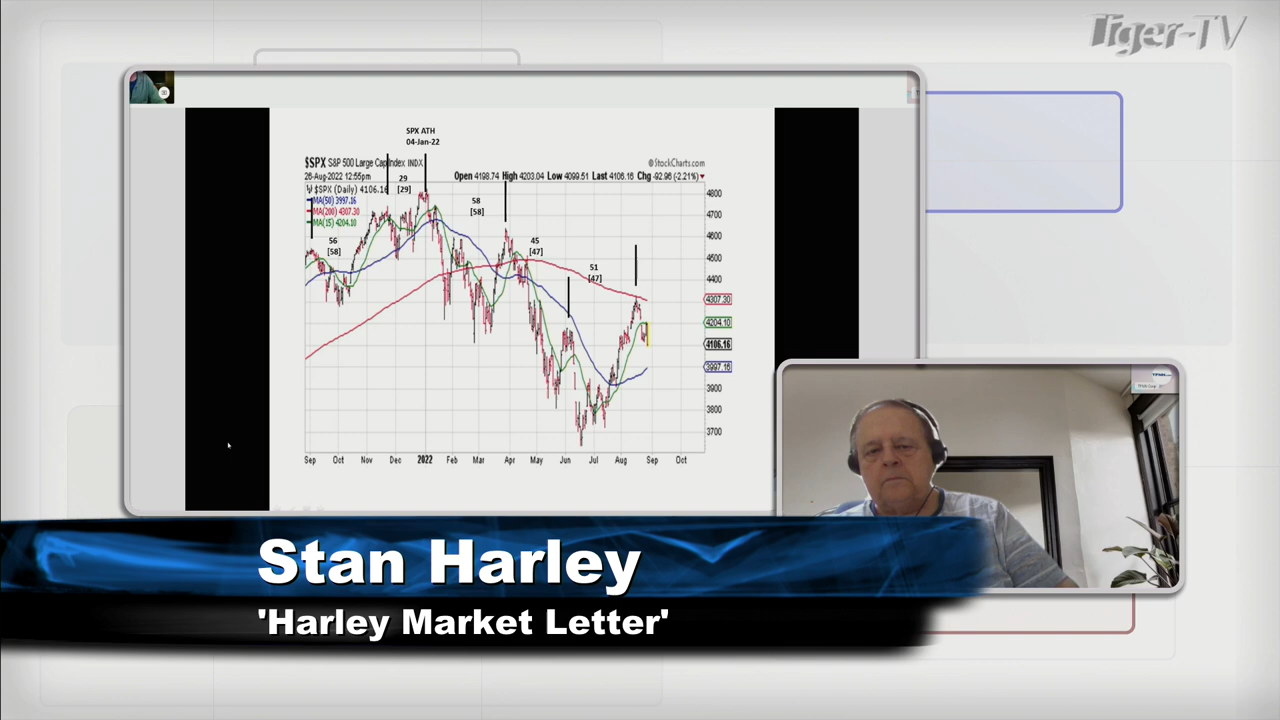 Tiger-TV
SPX ATH
04-Jan-22
$SPX S&P 500 Large Cap Index INDX
© StockCharts.com
26-Aug-2022 12:55pm
Open 4198.74 High 4203.04 Low 4099.51 Last 4106.16 Chg -92.96 (-2.21%)
$SPX (Daily) 4106.16
MA(50) 3997.16
MA(200) 4307.30
MA(15) 4204.10
29
[29]
58
[58]
56
[58]
45
[47]
51
[47]
4800
4700
4600
4500
4400
4307.30
4204.10
4106.16
3997.16
3900
3800
3700
Sep Oct Nov Dec 2022 Feb Mar Apr May Jun Jul Aug Sep Oct
Stan Harley
'Harley Market Letter'